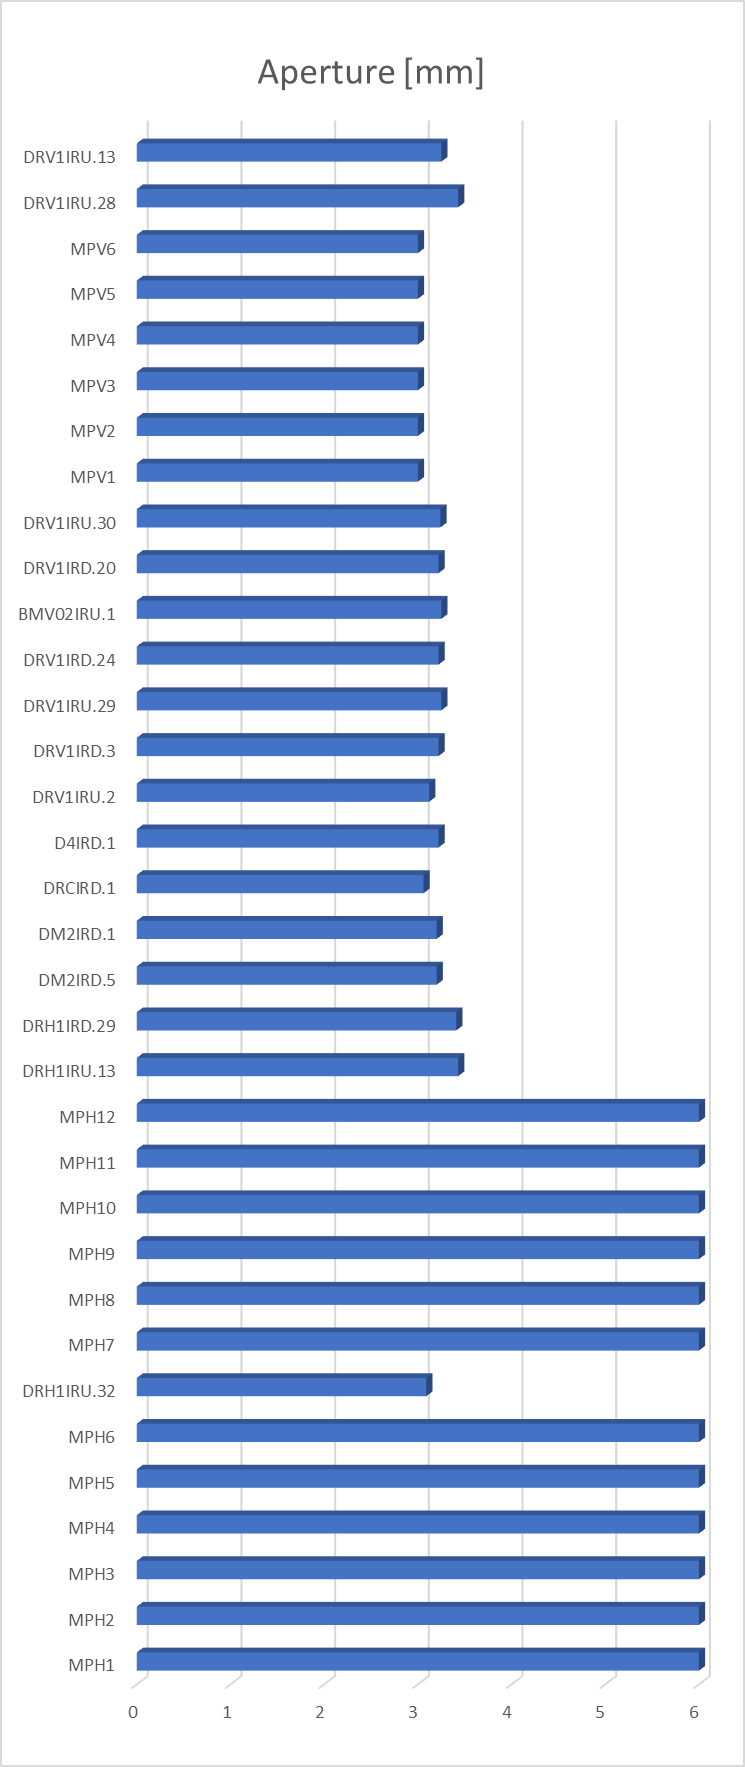 Aperture [mm]
DRV1IRU.13
DRV1IRU.28
MPV6
MPV5
MPV4
MPV3
MPV2
MPV1
DRV1IRU.30
DRV1IRD.20
BMV02IRU.1
DRV1IRD.24
DRV1IRU.29
DRV1IRD.3
DRV1IRU.2
D4IRD.1
DRCIRD.1
DM2IRD.1
DM2IRD.5
DRH1IRD.29
DRH1IRU.13
MPH12
MPH11
MPH10
MPH9
MPH8
MPH7
DRH1IRU.32
MPH6
MPH5
MPH4
MPH3
MPH2
MPH1
0 1 2 3 4 5 6